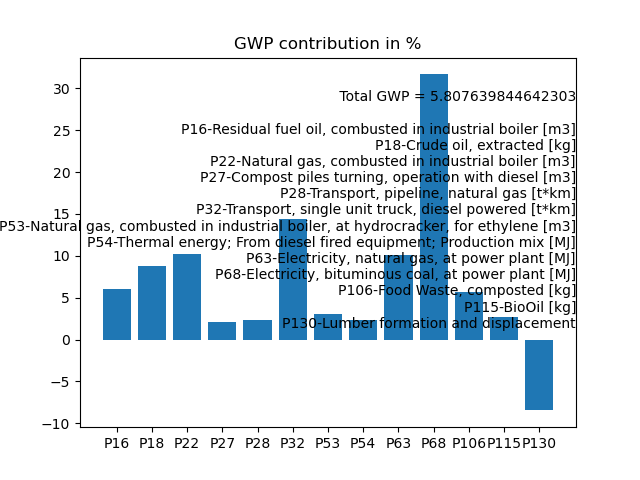 GWP contribution in %
Total GWP = 5.807639844642303
P16-Residual fuel oil, combusted in industrial boiler [m3]
P18-Crude oil, extracted [kg]
P22-Natural gas, combusted in industrial boiler [m3]
P27-Compost piles turning, operation with diesel [m3]
P28-Transport, pipeline, natural gas [t*km]
P32-Transport, single unit truck, diesel powered [t*km]
P53-Natural gas, combusted in industrial boiler, at hydrocracker, for ethylene [m3]
P54-Thermal energy; From diesel fired equipment; Production mix [MJ]
P63-Electricity, natural gas, at power plant [MJ]
P68-Electricity, bituminous coal, at power plant [MJ]
P106-Food Waste, composted [kg]
P115-BioOil [kg]
P130-Lumber formation and displacement
30
25
20
15
10
5
0
−5
−10
P16 P18 P22 P27 P28 P32 P53 P54 P63 P68 P106 P115 P130